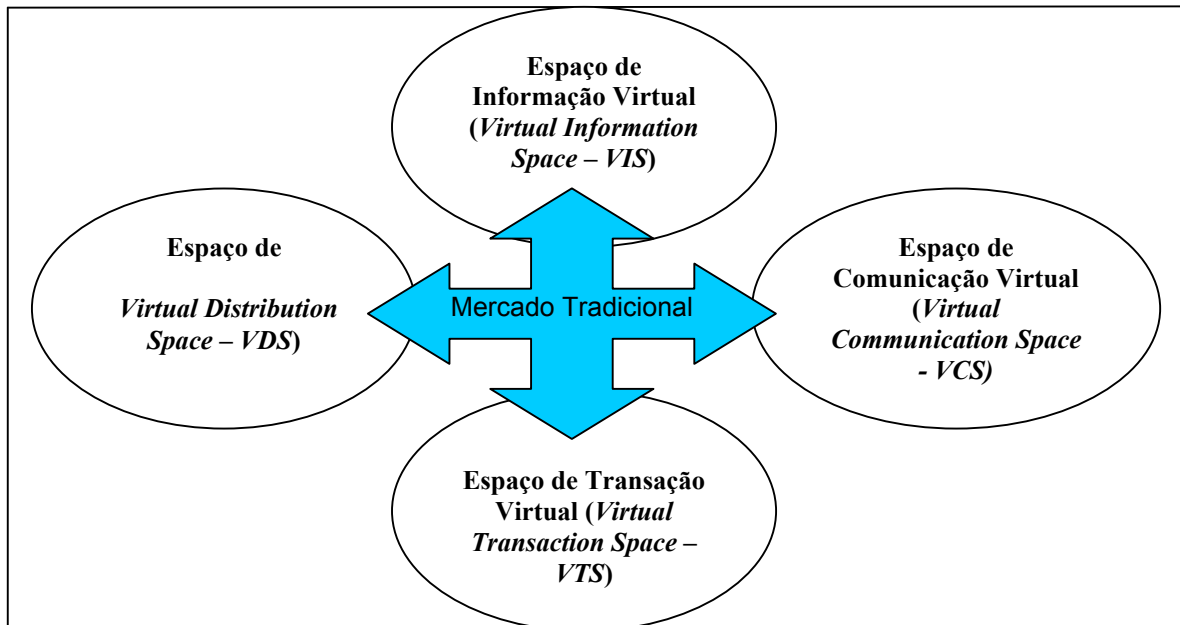 Espaço de
Informação Virtual
(Virtual Information
Space – VIS)
Espaço de
Virtual Distribution
Space – VDS)
Mercado Tradicional
Espaço de
Comunicação Virtual
(Virtual
Communication Space
- VCS)
Espaço de Transação
Virtual (Virtual
Transaction Space –
VTS)